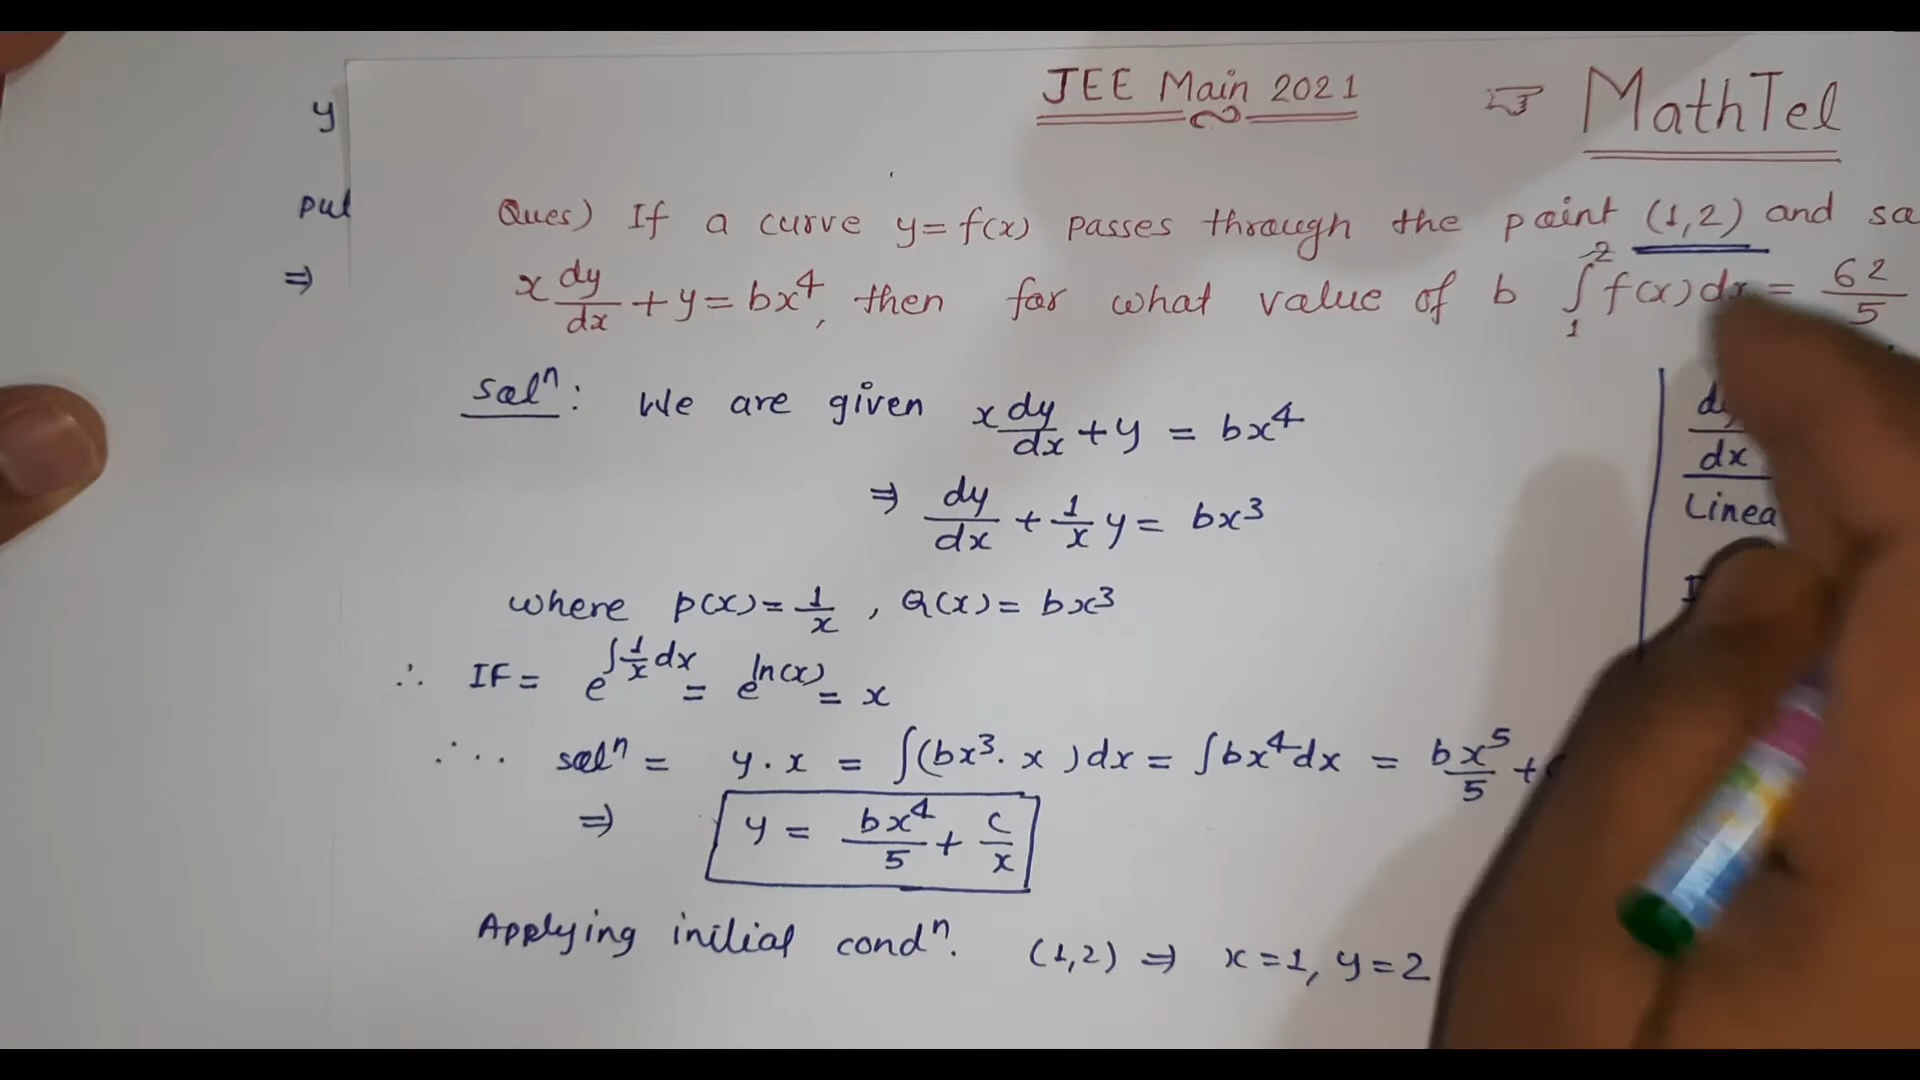 JEE Main 2021 ☞ MathTel
y
put
⇒
Ques) If a curve y=f(x) passes through the point (1,2) and sa
x dy/dx + y = bx⁴, then for what value of b ∫₁² f(x)dx = 62/5
solⁿ: We are given x dy/dx + y = bx⁴
⇒ dy/dx + 1/x y = bx³
dx
Linea
where p(x) = 1/x , Q(x) = bx³
∴ IF = e^∫1/x dx = e^ln(x) = x
∴ solⁿ = y·x = ∫(bx³·x)dx = ∫bx⁴dx = bx⁵/5 +
⇒ y = bx⁴/5 + c/x
Applying initial condⁿ. (1,2) ⇒ x=1, y=2